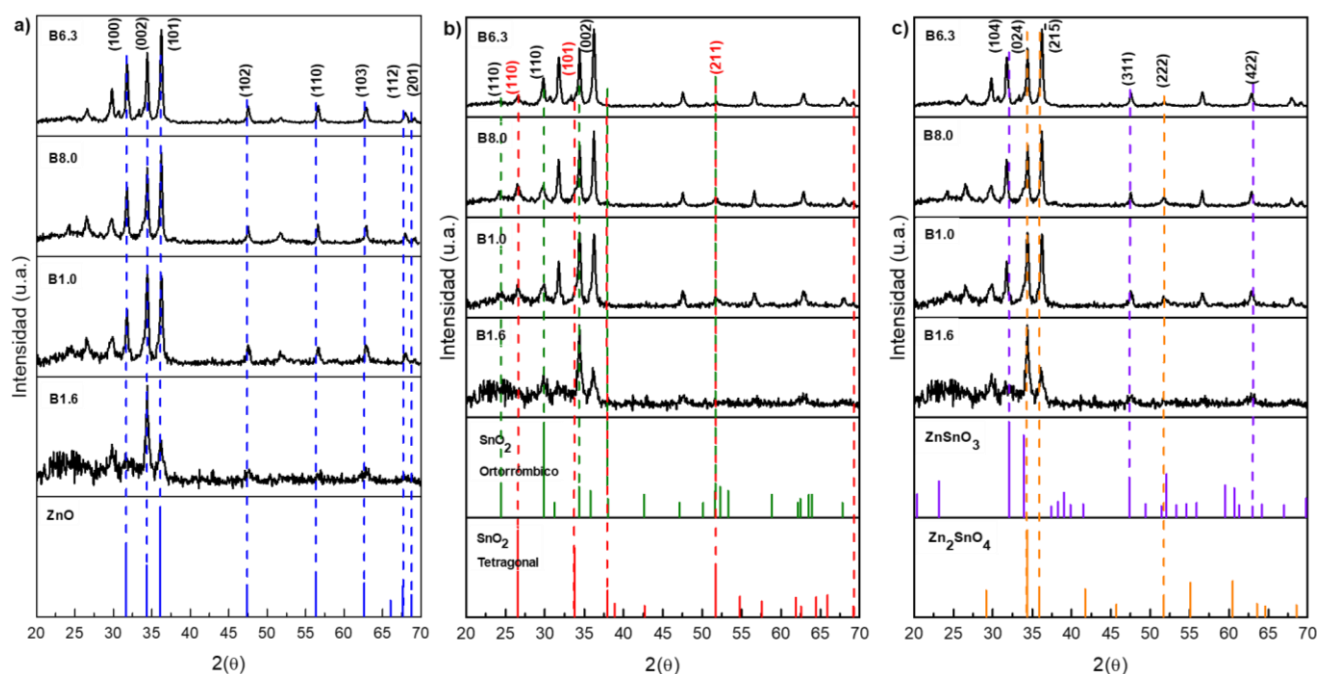 a)
Intensidad (u.a.)
B6.3
(100)
(002)
(101)
(102)
(110)
(103)
(112)
(201)
B8.0
B1.0
B1.6
ZnO
20 25 30 35 40 45 50 55 60 65 70
2(θ)
b)
Intensidad (u.a.)
B6.3
(110)
(110)
(110)
(101)
(002)
(211)
B8.0
B1.0
B1.6
SnO2
Ortorrómbico
SnO2
Tetragonal
20 25 30 35 40 45 50 55 60 65 70
2(θ)
c)
Intensidad (u.a.)
B6.3
(104)
(024)
(215)
(311)
(222)
(422)
B8.0
B1.0
B1.6
ZnSnO3
Zn2SnO4
20 25 30 35 40 45 50 55 60 65 70
2(θ)